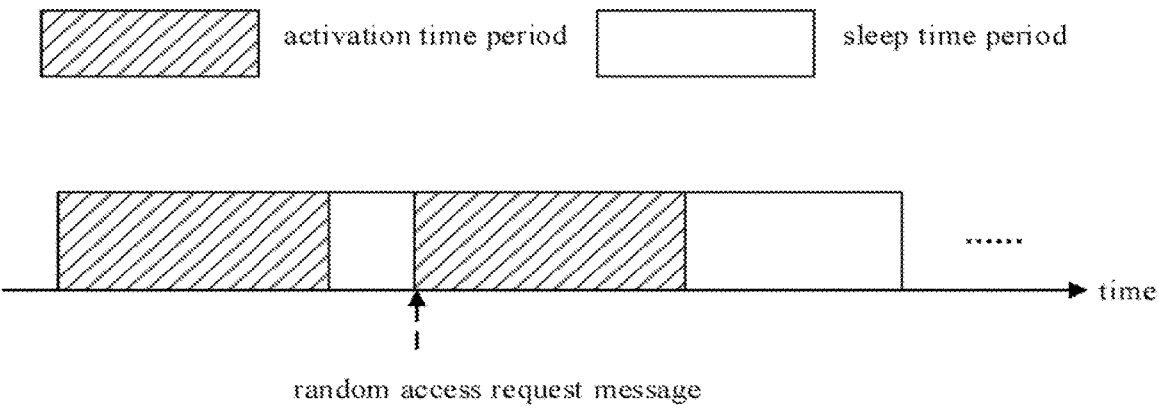 activation time period
sleep time period
......
time
random access request message